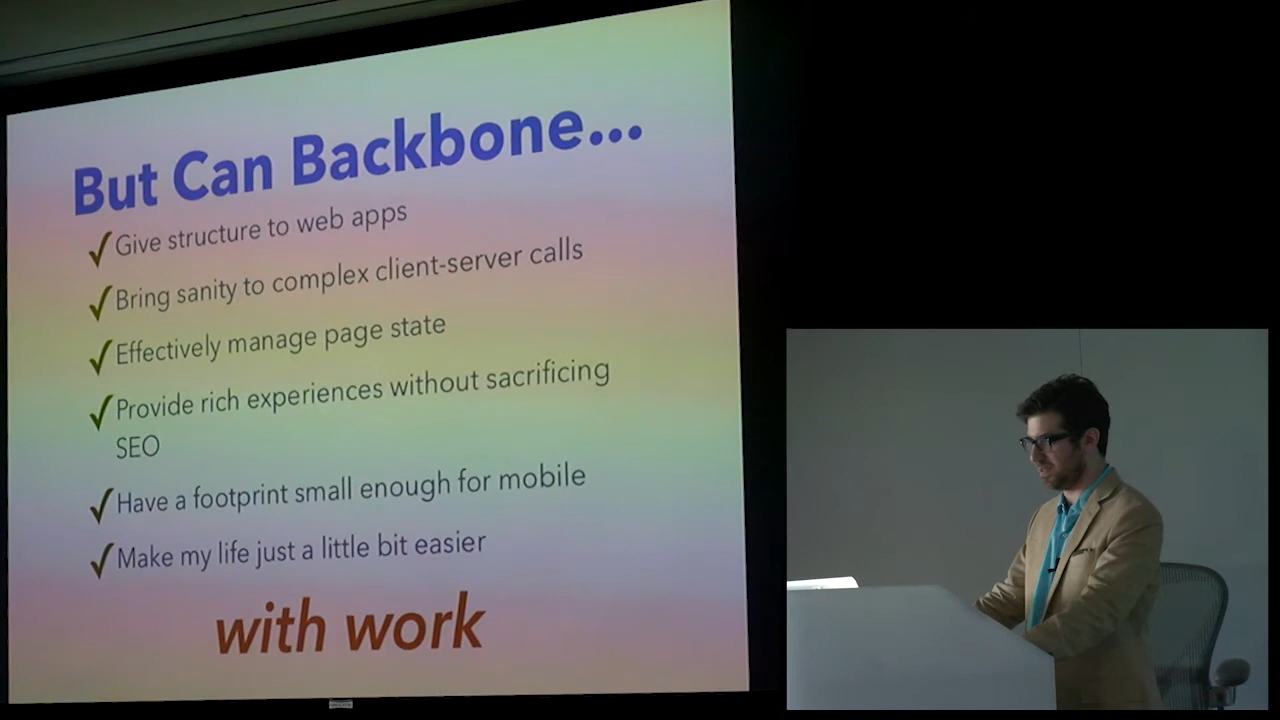 But Can Backbone...
✓Give structure to web apps
✓Bring sanity to complex client-server calls
✓Effectively manage page state
✓Provide rich experiences without sacrificing
SEO
✓Have a footprint small enough for mobile
✓Make my life just a little bit easier
with work